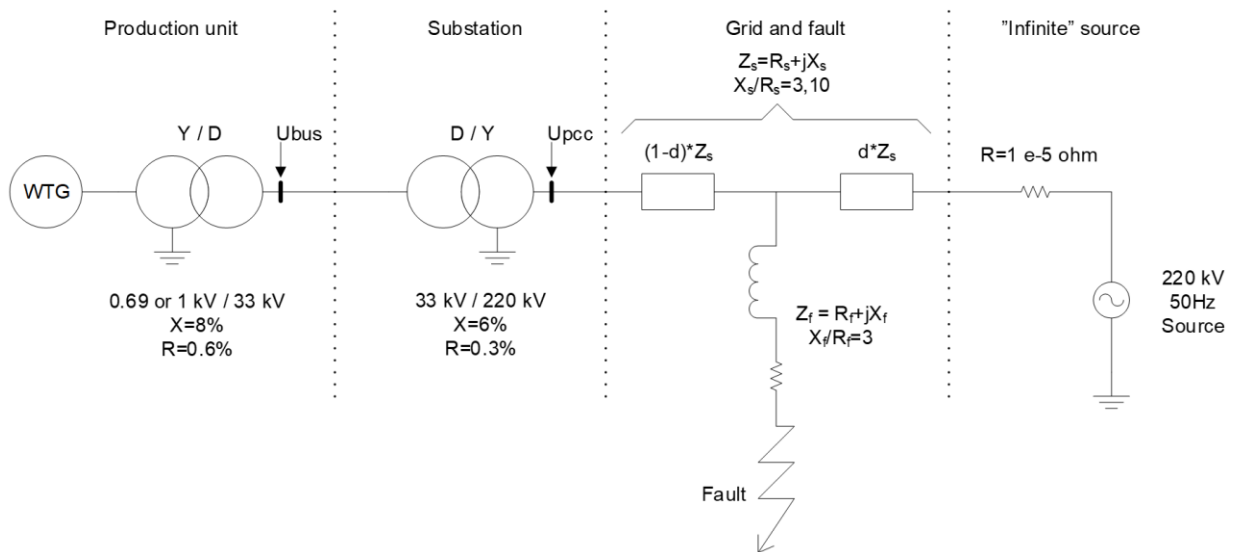 Production unit
Substation
Grid and fault
"Infinite" source
Zs=Rs+jXs
Xs/Rs=3,10
Y / D
Ubus
D / Y
Upcc
(1-d)*Zs
d*Zs
R=1 e-5 ohm
WTG
0.69 or 1 kV / 33 kV
X=8%
R=0.6%
33 kV / 220 kV
X=6%
R=0.3%
Zf = Rf+jXf
Xf/Rf=3
220 kV
50Hz
Source
Fault